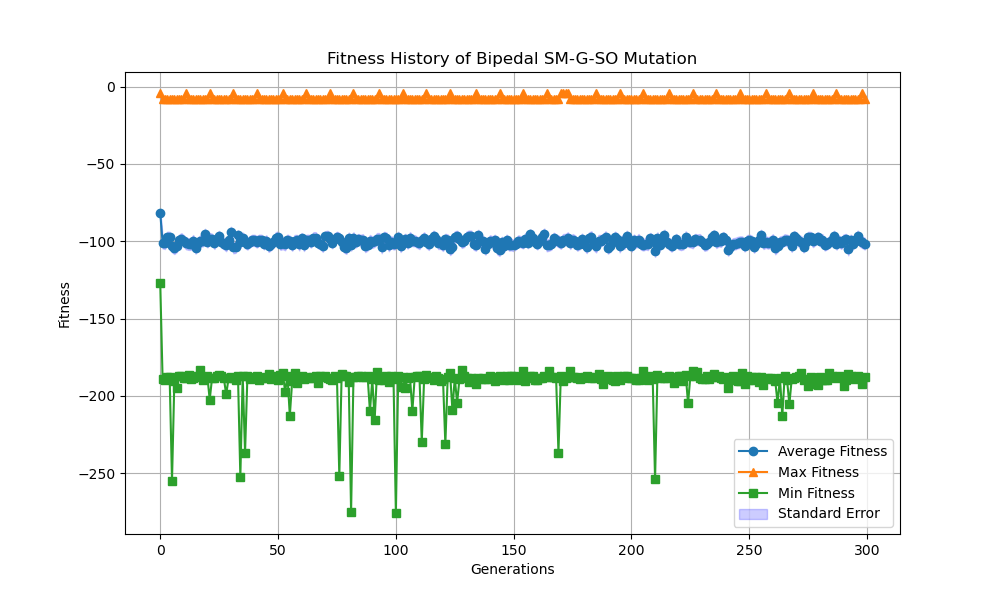 Fitness History of Bipedal SM-G-SO Mutation
0
−50
−100
−150
−200
−250
Fitness
0 50 100 150 200 250 300
Generations
Average Fitness
Max Fitness
Min Fitness
Standard Error